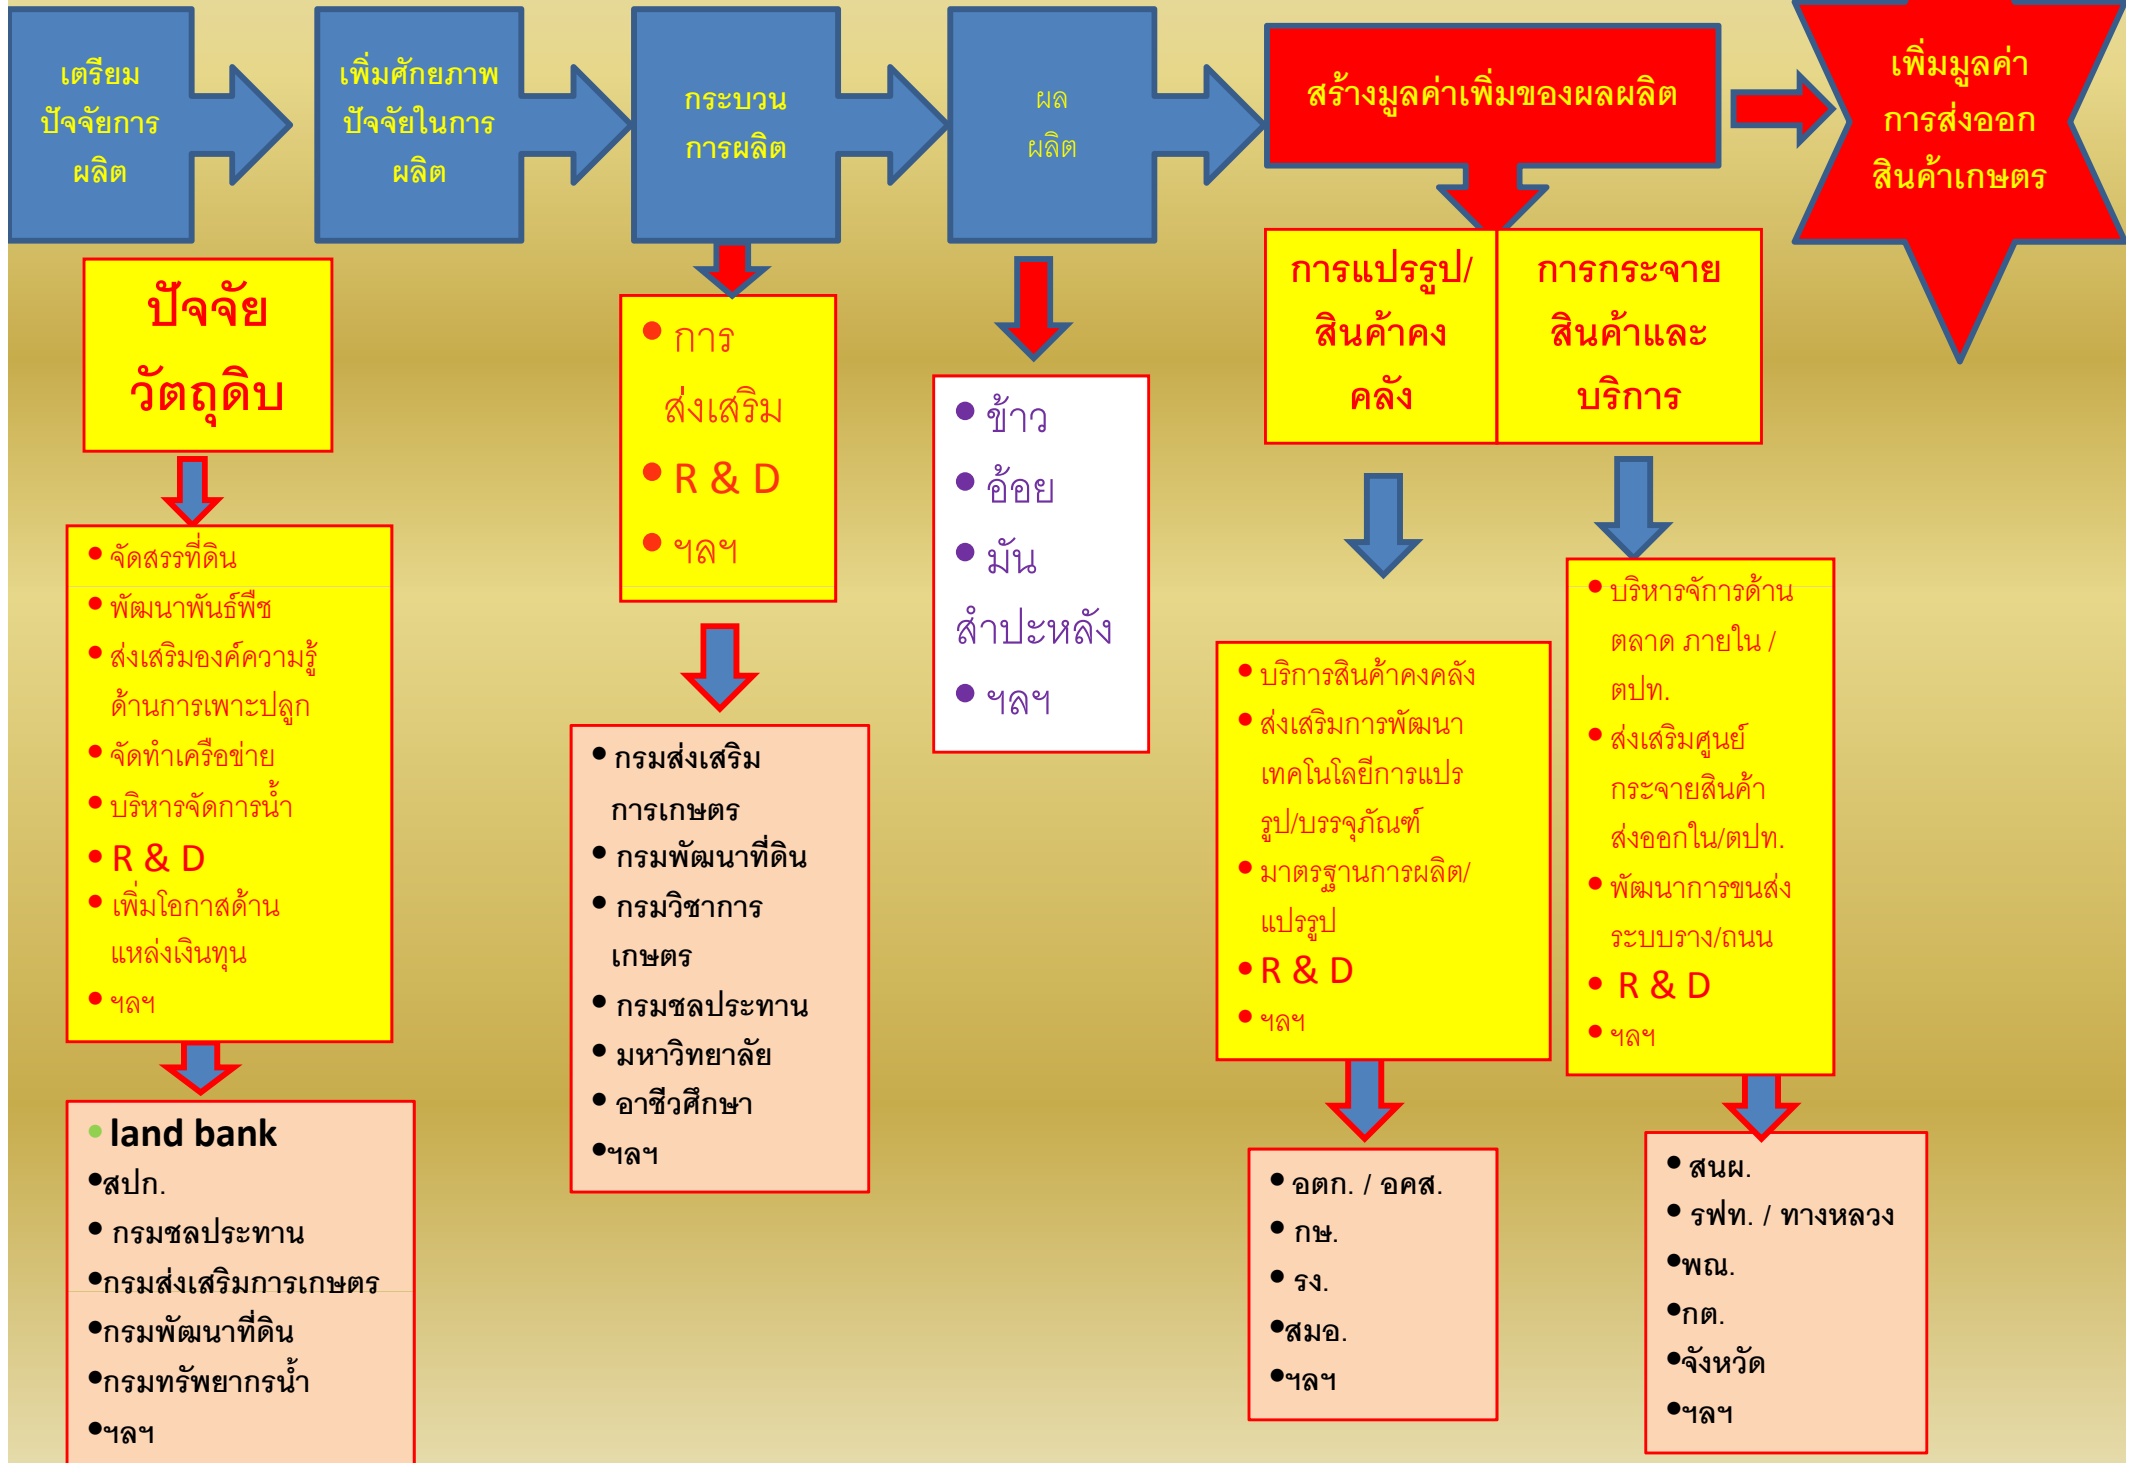 เตรียม
ปัจจัยการ
ผลิต
เพิ่มศักยภาพ
ปัจจัยในการ
ผลิต
กระบวน
การผลิต
ผล
ผลิต
สร้างมูลค่าเพิ่มของผลผลิต
เพิ่มมูลค่า
การส่งออก
สินค้าเกษตร
ปัจจัย
วัตถุดิบ
• จัดสรรที่ดิน
• พัฒนาพันธ์พืช
• ส่งเสริมองค์ความรู้
ด้านการเพาะปลูก
• จัดทำเครือข่าย
• บริหารจัดการน้ำ
• R & D
• เพิ่มโอกาสด้าน
แหล่งเงินทุน
• ฯลฯ
• land bank
•สปก.
• กรมชลประทาน
•กรมส่งเสริมการเกษตร
•กรมพัฒนาที่ดิน
•กรมทรัพยากรน้ำ
•ฯลฯ
• การ
ส่งเสริม
• R & D
• ฯลฯ
• กรมส่งเสริม
การเกษตร
• กรมพัฒนาที่ดิน
• กรมวิชาการ
เกษตร
• กรมชลประทาน
• มหาวิทยาลัย
• อาชีวศึกษา
•ฯลฯ
• ข้าว
• อ้อย
• มัน
สำปะหลัง
• ฯลฯ
การแปรรูป/
สินค้าคง
คลัง
• บริการสินค้าคงคลัง
• ส่งเสริมการพัฒนา
เทคโนโลยีการแปร
รูป/บรรจุภัณฑ์
• มาตรฐานการผลิต/
แปรรูป
• R & D
• ฯลฯ
• อตก. / อคส.
• กษ.
• รง.
•สมอ.
•ฯลฯ
การกระจาย
สินค้าและ
บริการ
• บริหารจัการด้าน
ตลาด ภายใน /
ตปท.
• ส่งเสริมศูนย์
กระจายสินค้า
ส่งออกใน/ตปท.
• พัฒนาการขนส่ง
ระบบราง/ถนน
• R & D
• ฯลฯ
• สนผ.
• รฟท. / ทางหลวง
•พณ.
•กต.
•จังหวัด
•ฯลฯ